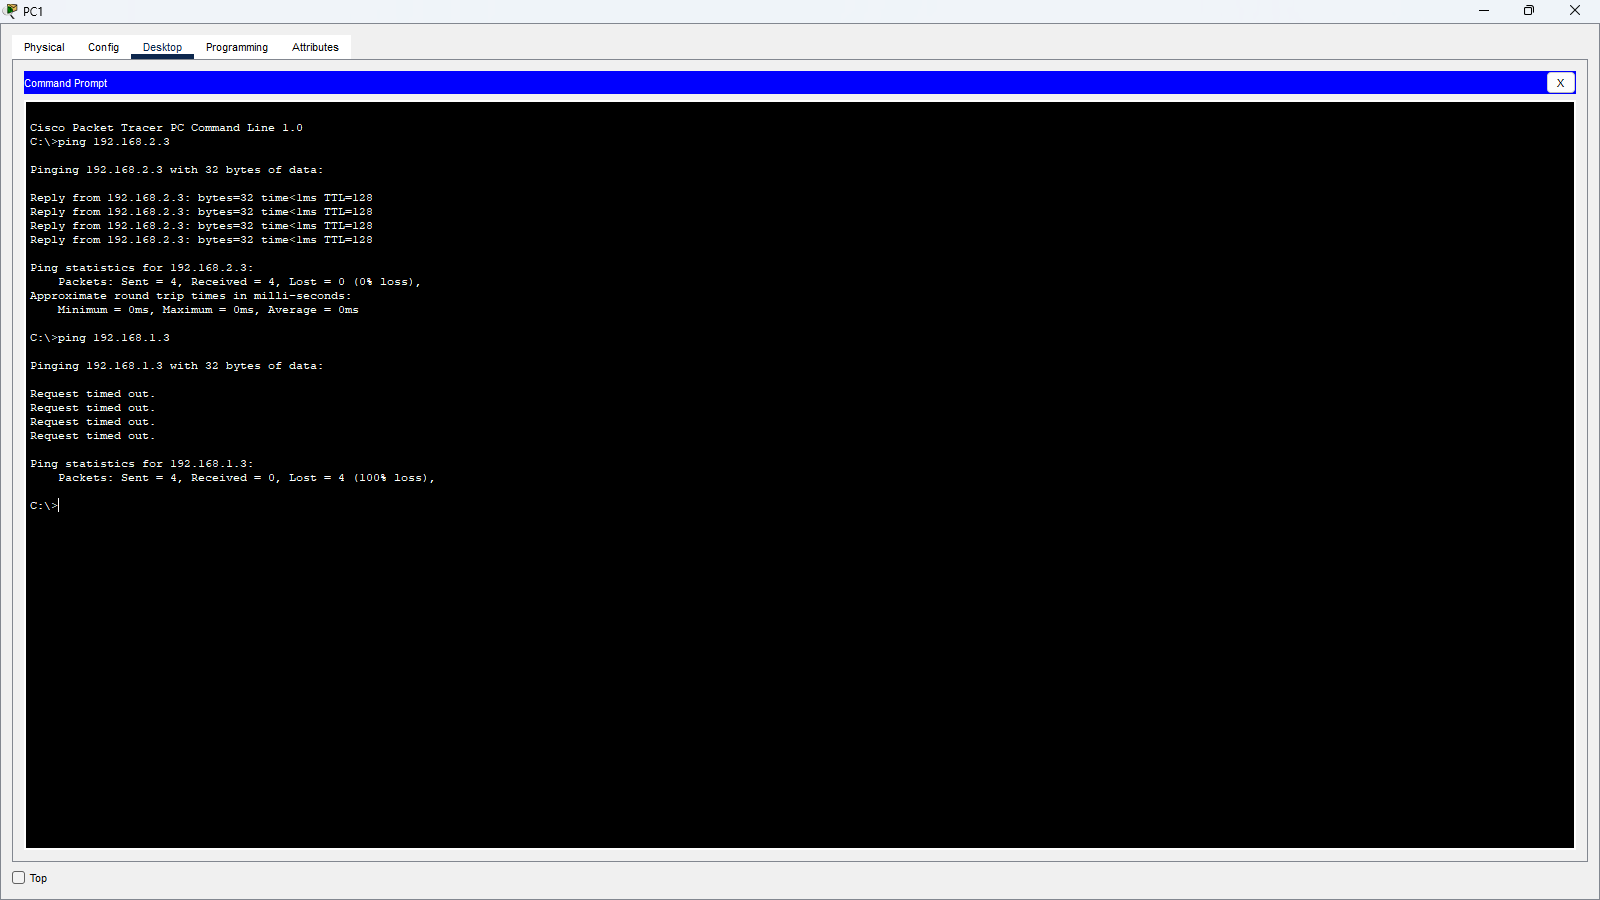 PC1
Physical Config Desktop Programming Attributes
Command Prompt X
Cisco Packet Tracer PC Command Line 1.0
C:\>ping 192.168.2.3
Pinging 192.168.2.3 with 32 bytes of data:
Reply from 192.168.2.3: bytes=32 time<1ms TTL=128
Reply from 192.168.2.3: bytes=32 time<1ms TTL=128
Reply from 192.168.2.3: bytes=32 time<1ms TTL=128
Reply from 192.168.2.3: bytes=32 time<1ms TTL=128
Ping statistics for 192.168.2.3:
Packets: Sent = 4, Received = 4, Lost = 0 (0% loss),
Approximate round trip times in milli-seconds:
Minimum = 0ms, Maximum = 0ms, Average = 0ms
C:\>ping 192.168.1.3
Pinging 192.168.1.3 with 32 bytes of data:
Request timed out.
Request timed out.
Request timed out.
Request timed out.
Ping statistics for 192.168.1.3:
Packets: Sent = 4, Received = 0, Lost = 4 (100% loss),
C:\>
Top